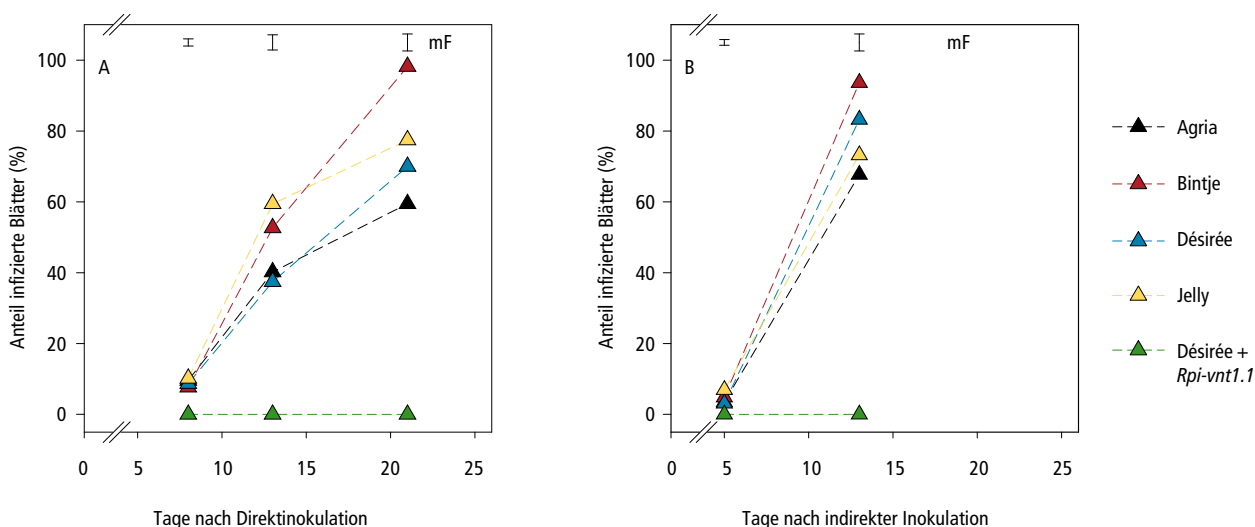 A
mF
100
80
60
40
20
0
Anteil infizierte Blätter (%)
0 5 10 15 20 25
Tage nach Direktinokulation
B
mF
100
80
60
40
20
0
Anteil infizierte Blätter (%)
0 5 10 15 20 25
Tage nach indirekter Inokulation
Agria
Bintje
Désirée
Jelly
Désirée +
Rpi-vnt1.1